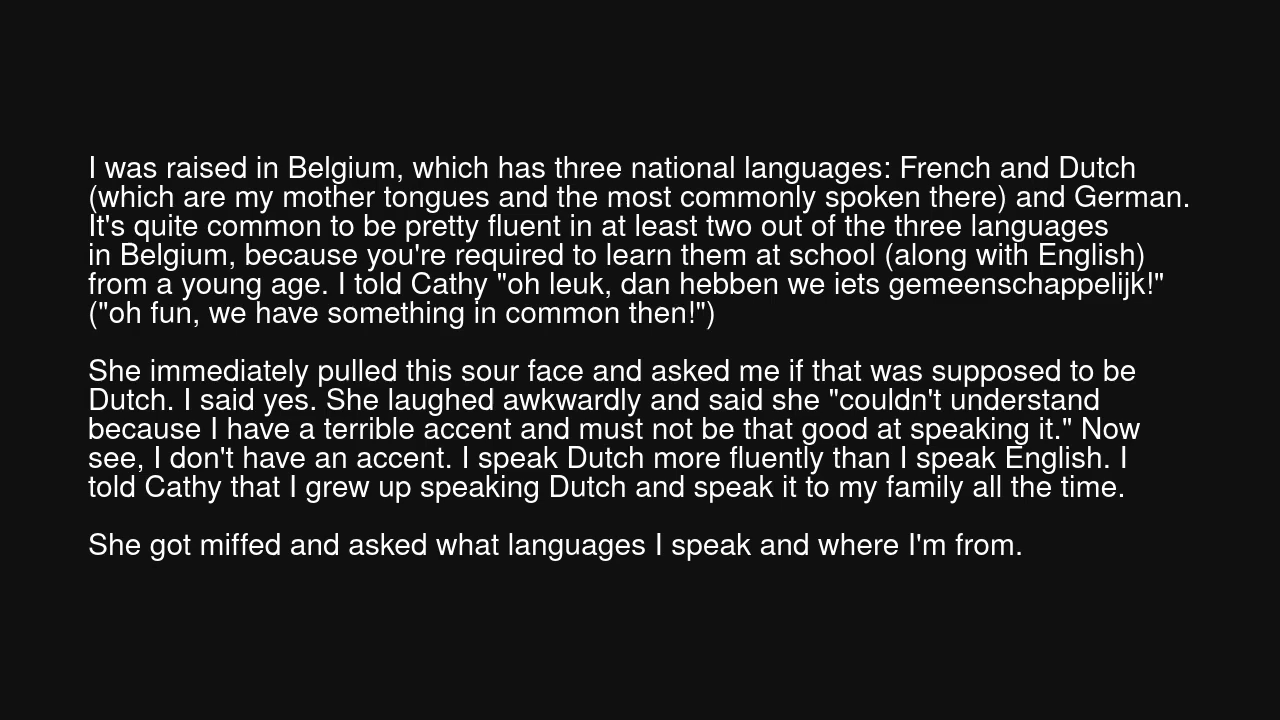 I was raised in Belgium, which has three national languages: French and Dutch
(which are my mother tongues and the most commonly spoken there) and German.
It's quite common to be pretty fluent in at least two out of the three languages
in Belgium, because you're required to learn them at school (along with English)
from a young age. I told Cathy "oh leuk, dan hebben we iets gemeenschappelijk!"
("oh fun, we have something in common then!")
She immediately pulled this sour face and asked me if that was supposed to be
Dutch. I said yes. She laughed awkwardly and said she "couldn't understand
because I have a terrible accent and must not be that good at speaking it." Now
see, I don't have an accent. I speak Dutch more fluently than I speak English. I
told Cathy that I grew up speaking Dutch and speak it to my family all the time.
She got miffed and asked what languages I speak and where I'm from.